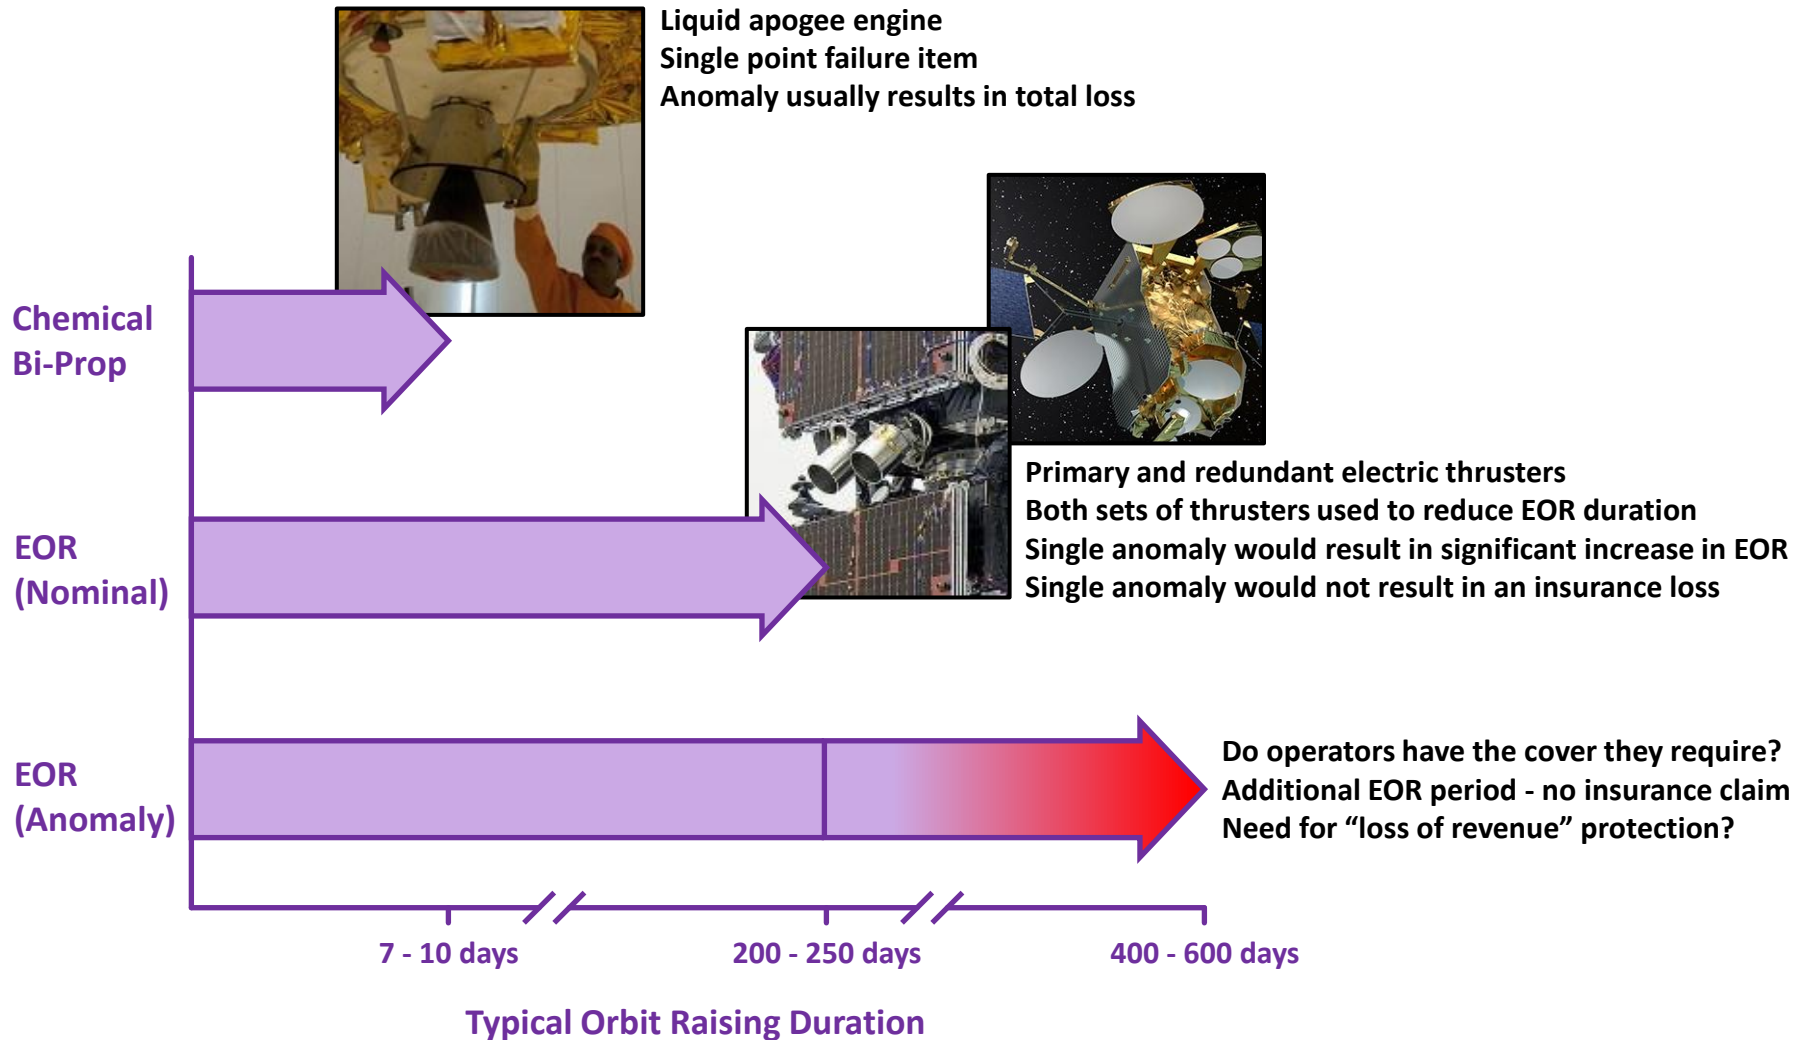 Liquid apogee engine
Single point failure item
Anomaly usually results in total loss
Chemical
Bi-Prop
Primary and redundant electric thrusters
Both sets of thrusters used to reduce EOR duration
Single anomaly would result in significant increase in EOR
Single anomaly would not result in an insurance loss
EOR
(Nominal)
EOR
(Anomaly)
Do operators have the cover they require?
Additional EOR period - no insurance claim
Need for “loss of revenue” protection?
7 - 10 days
200 - 250 days
400 - 600 days
Typical Orbit Raising Duration